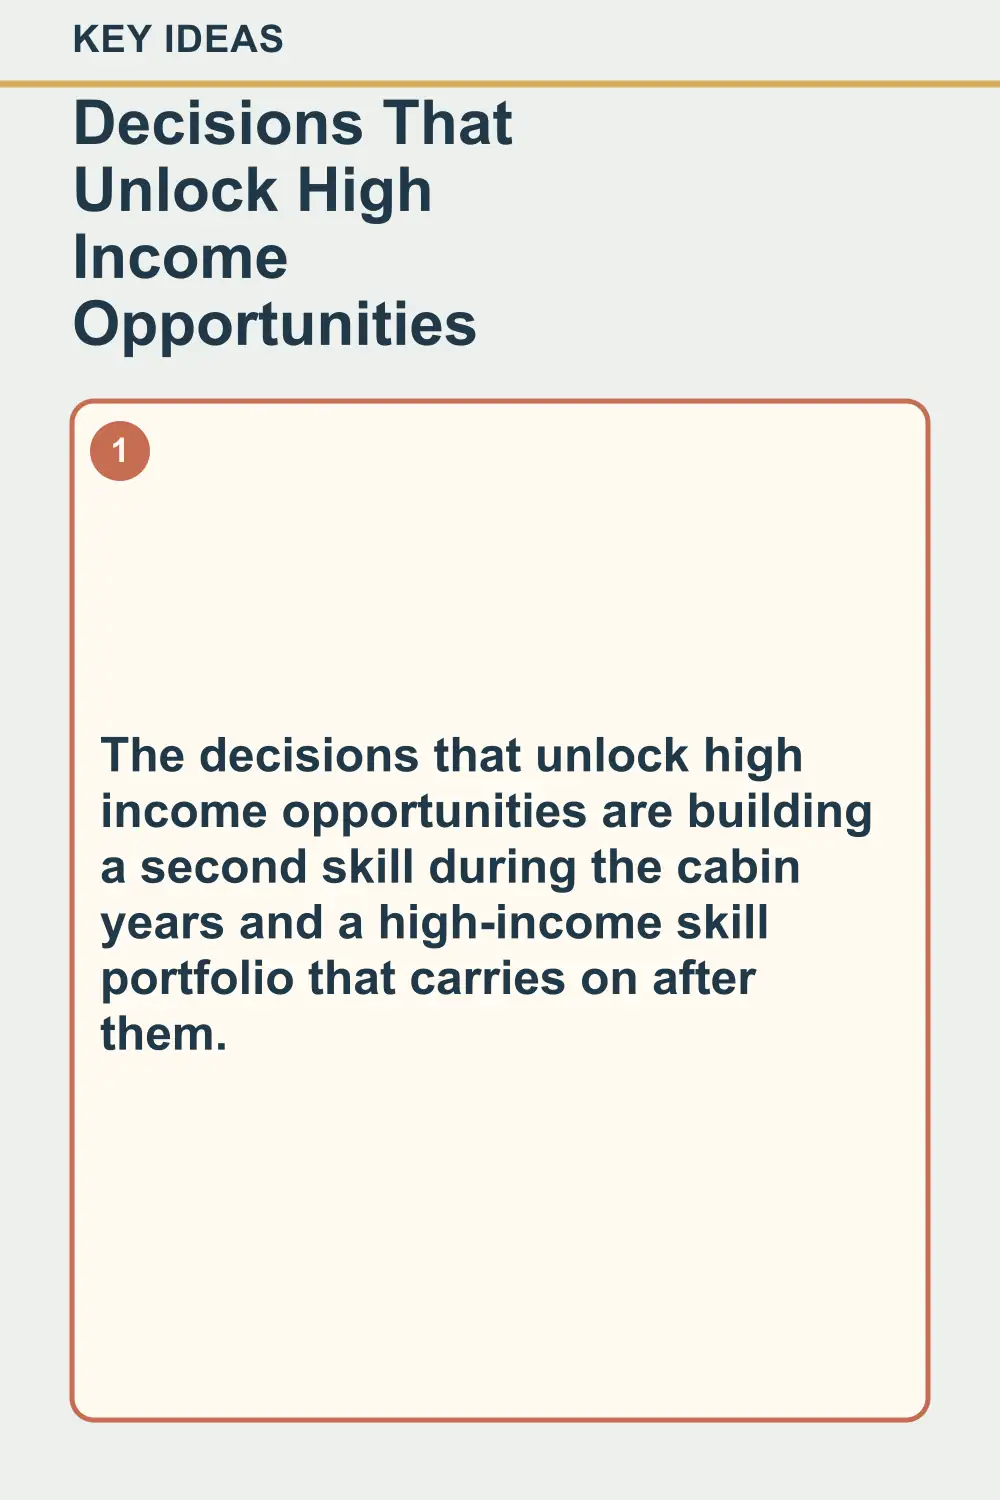 KEY IDEAS
Decisions That
Unlock High
Income
Opportunities
1
The decisions that unlock high
income opportunities are building
a second skill during the cabin
years and a high-income skill
portfolio that carries on after
them.